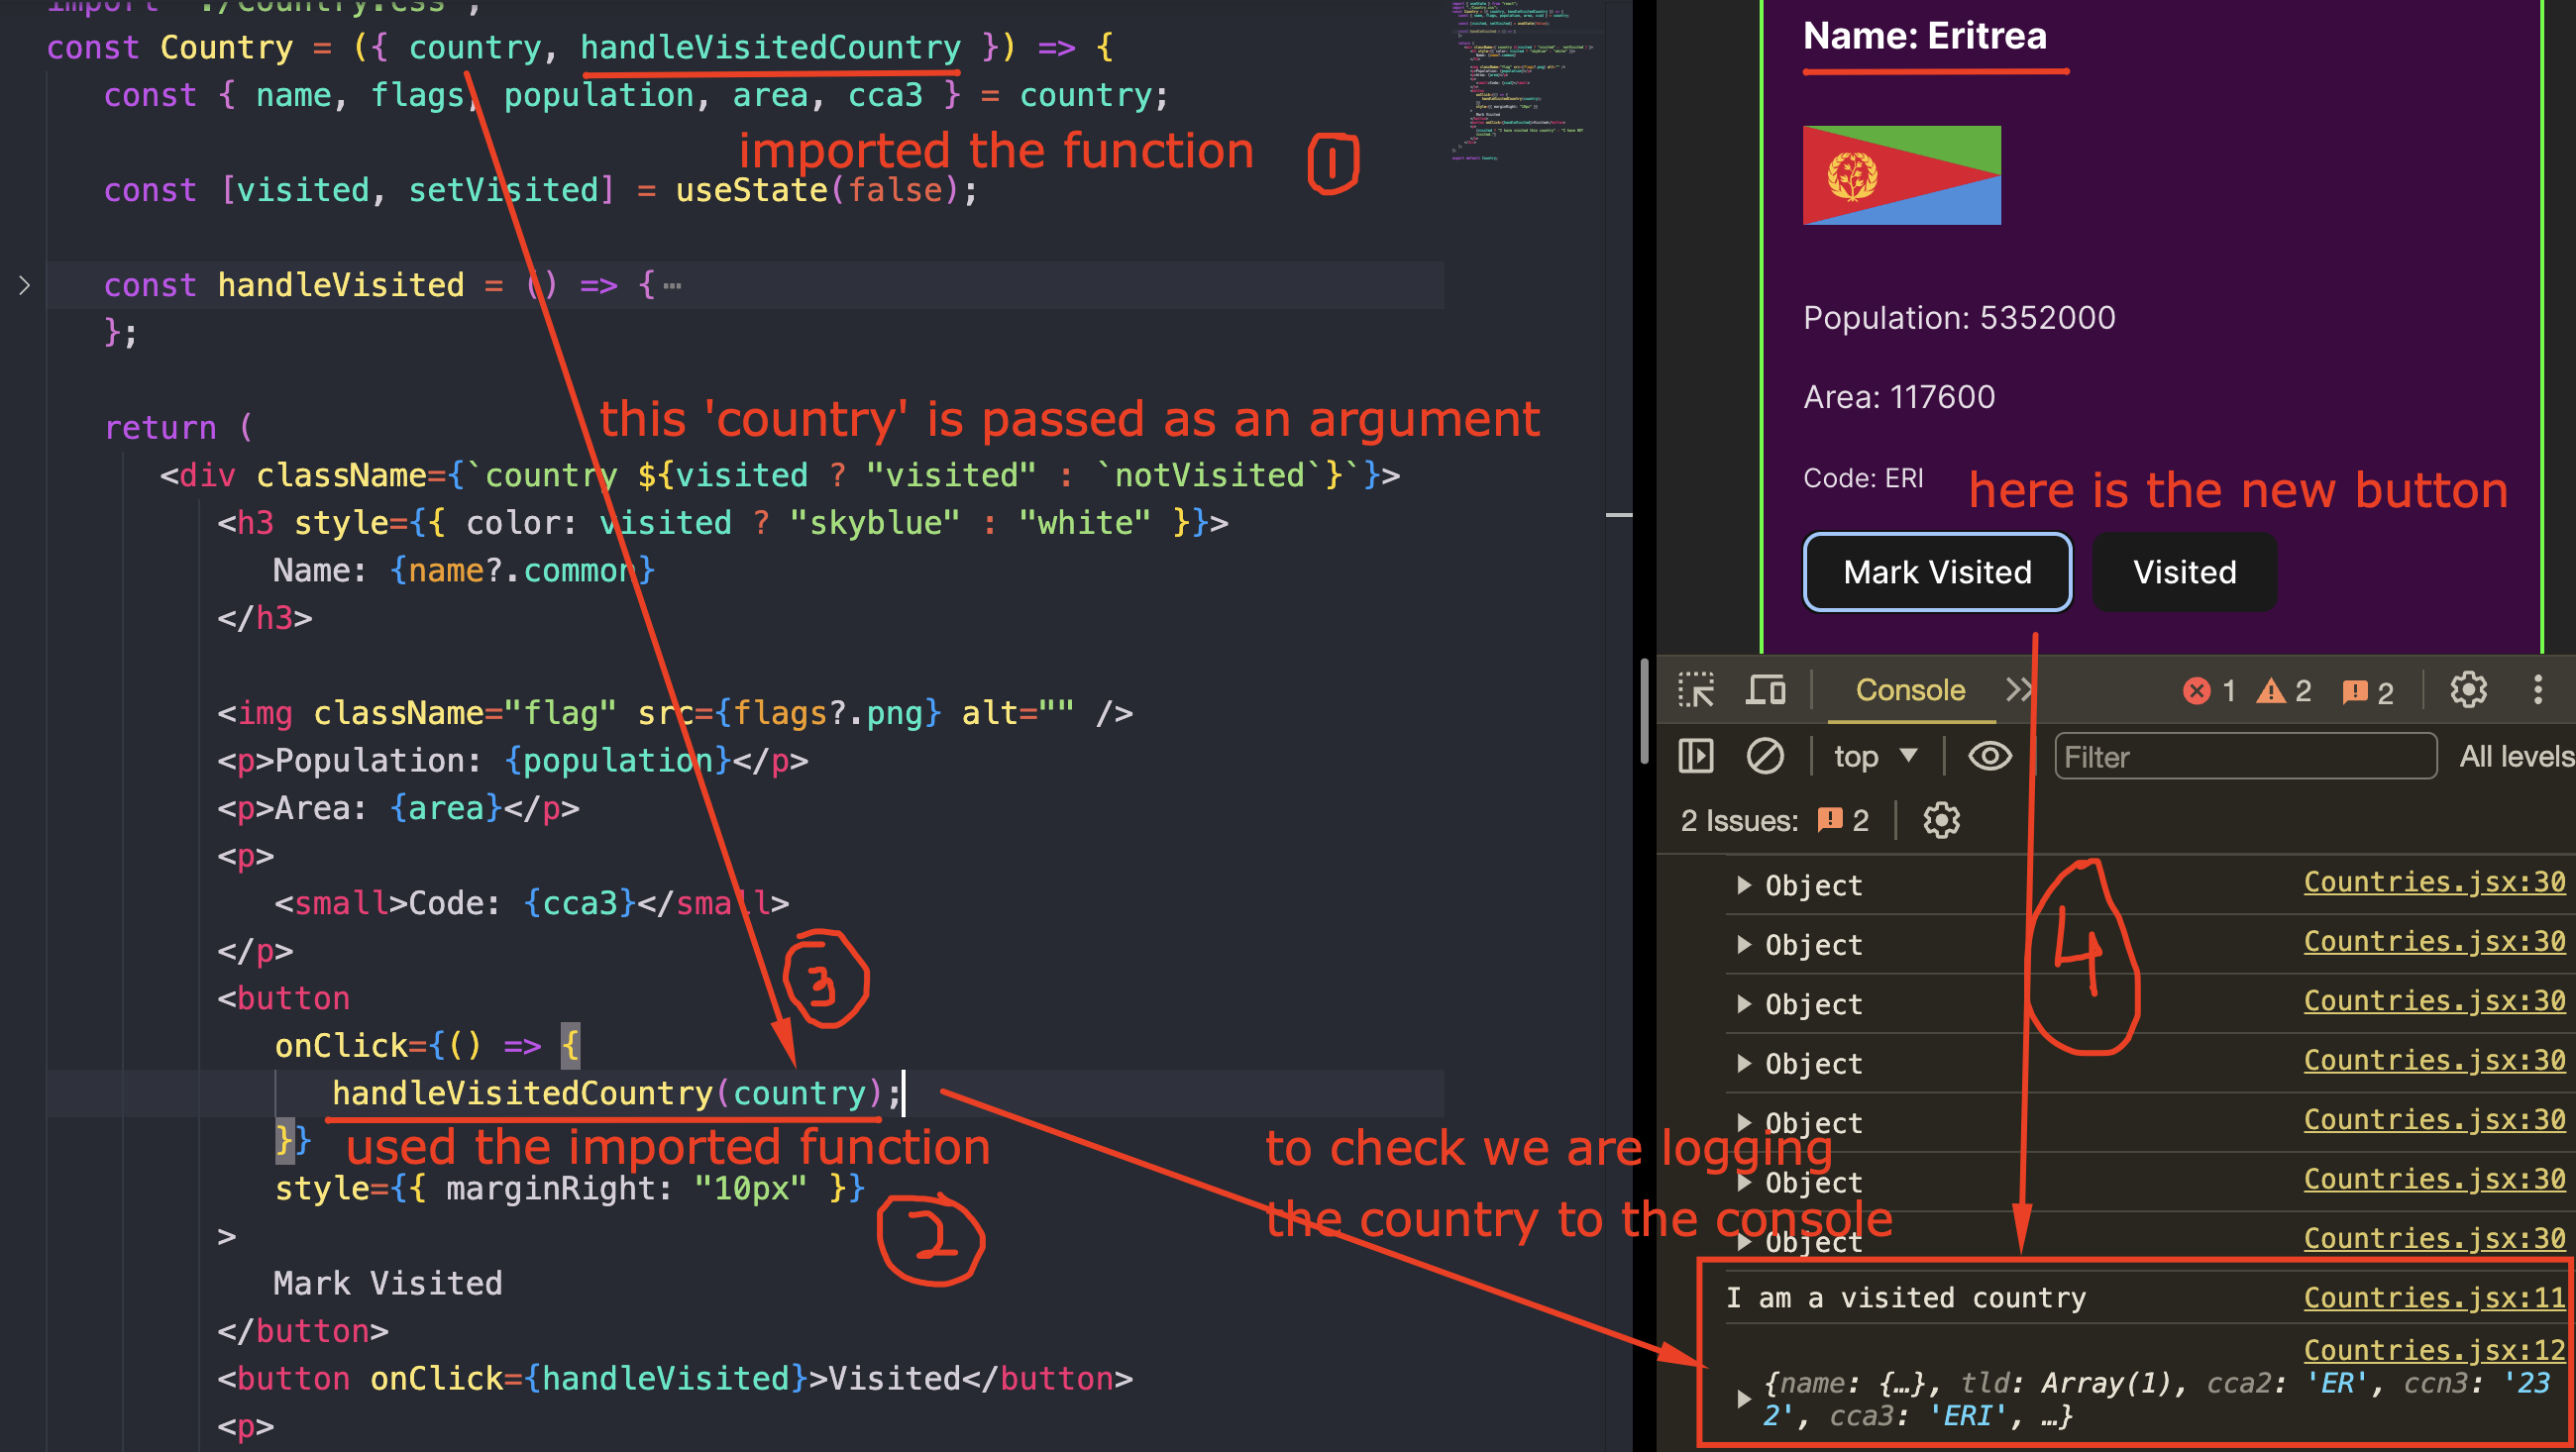 import "./Country.css";
const Country = ({ country, handleVisitedCountry }) => {
const { name, flags, population, area, cca3 } = country;
imported the function 1
const [visited, setVisited] = useState(false);
const handleVisited = () => {…
};
return (
this 'country' is passed as an argument
<div className={`country ${visited ? "visited" : `notVisited`}`}>
<h3 style={{ color: visited ? "skyblue" : "white" }}>
Name: {name?.common}
</h3>
<img className="flag" src={flags?.png} alt="" />
<p>Population: {population}</p>
<p>Area: {area}</p>
<p>
<small>Code: {cca3}</small>
</p>
3
<button
onClick={() => {
handleVisitedCountry(country);
}}
used the imported function
style={{ marginRight: "10px" }}
2
>
Mark Visited
</button>
<button onClick={handleVisited}>Visited</button>
<p>
Name: Eritrea
Population: 5352000
Area: 117600
Code: ERI
here is the new button
Mark Visited Visited
Console 1 2 2
top Filter All levels
2 Issues: 2
4
Object Countries.jsx:30
Object Countries.jsx:30
Object Countries.jsx:30
Object Countries.jsx:30
Object Countries.jsx:30
Object Countries.jsx:30
Object Countries.jsx:30
to check we are logging
the country to the console
I am a visited country Countries.jsx:11
Countries.jsx:12
{name: {…}, tld: Array(1), cca2: 'ER', ccn3: '23
2', cca3: 'ERI', …}